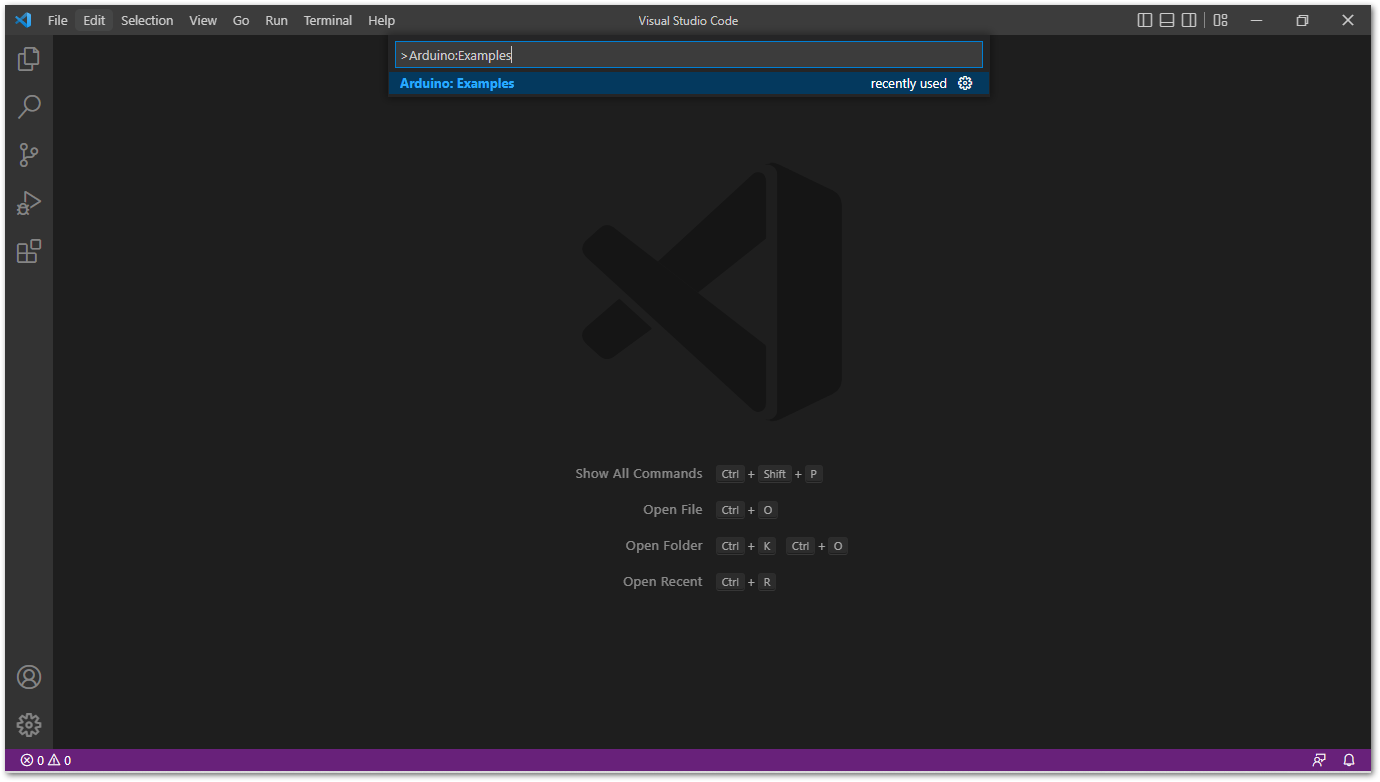 File Edit Selection View Go Run Terminal Help Visual Studio Code
>Arduino:Examples
Arduino: Examples recently used
Show All Commands Ctrl + Shift + P
Open File Ctrl + O
Open Folder Ctrl + K Ctrl + O
Open Recent Ctrl + R
0 0